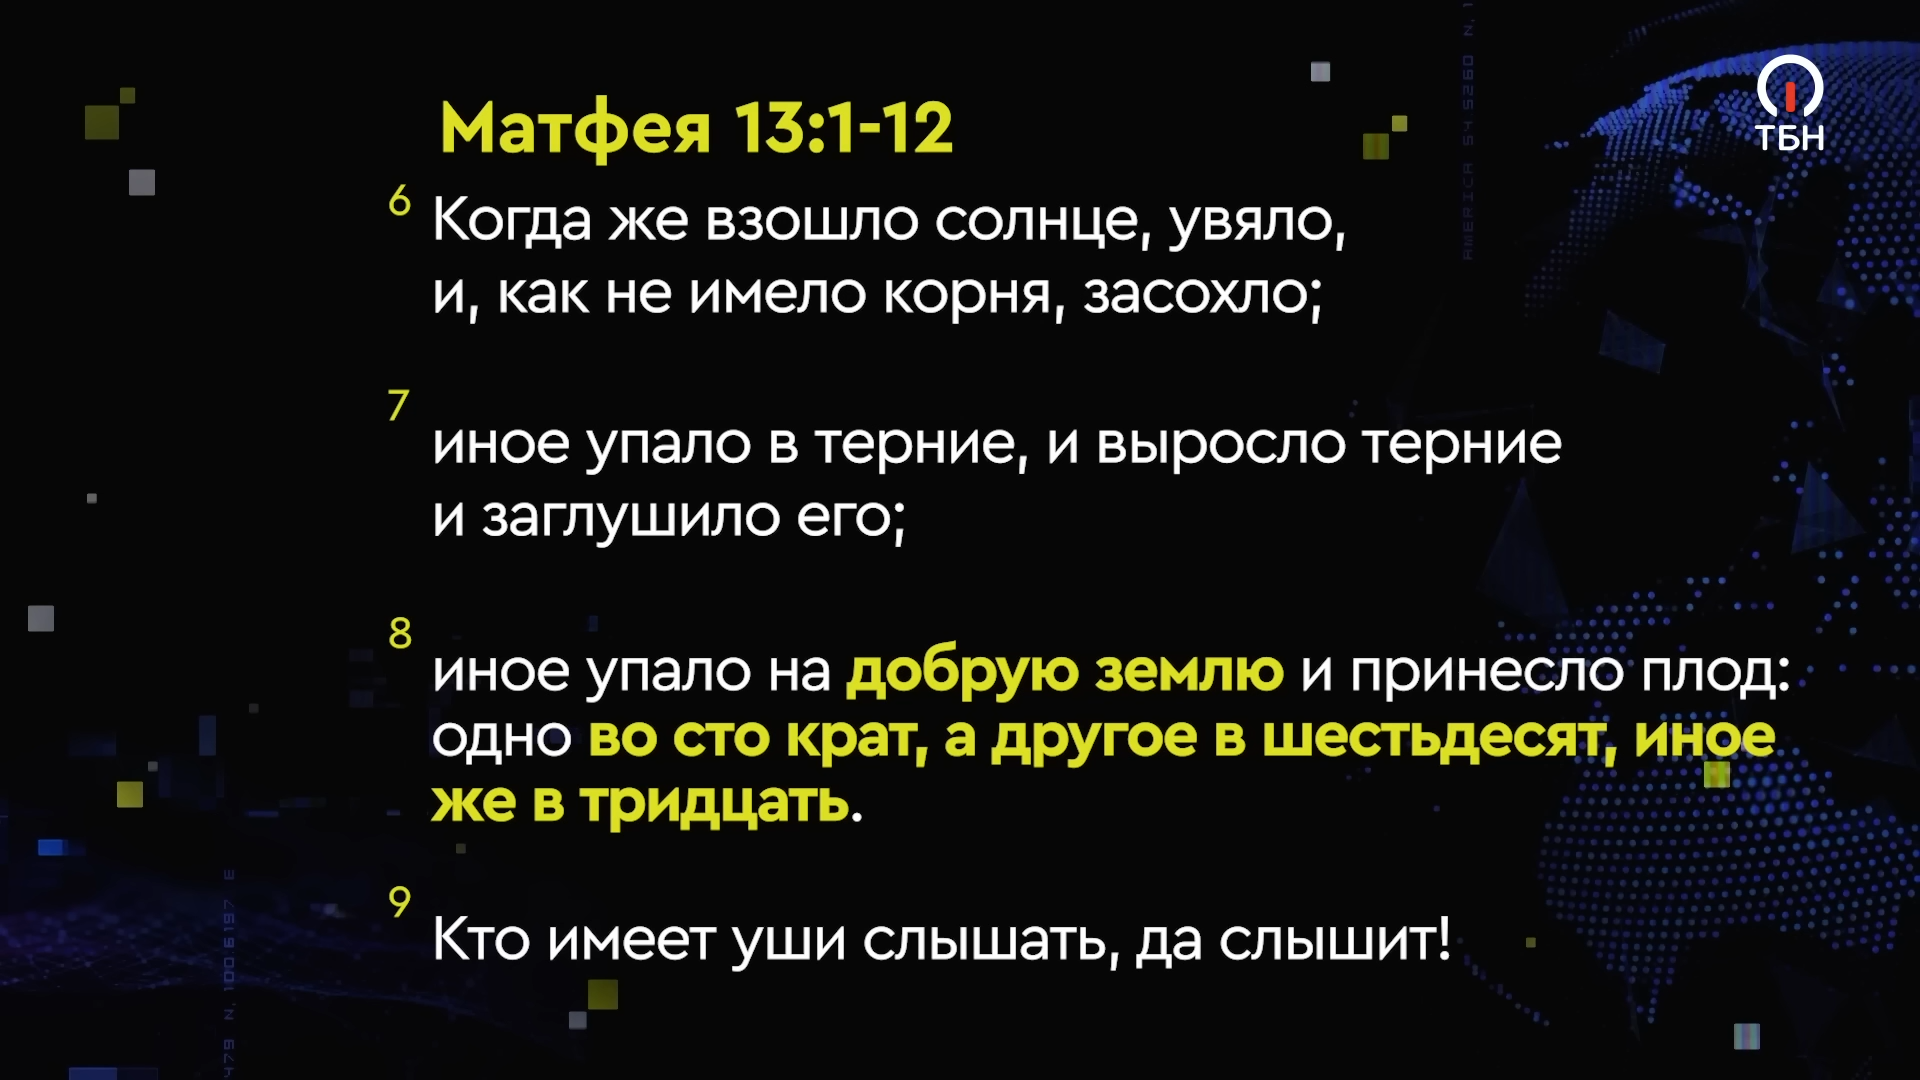 ТБН
Матфея 13:1-12
6 Когда же взошло солнце, увяло,
и, как не имело корня, засохло;
7 иное упало в терние, и выросло терние
и заглушило его;
8 иное упало на добрую землю и принесло плод:
одно во сто крат, а другое в шестьдесят, иное
же в тридцать.
9 Кто имеет уши слышать, да слышит!